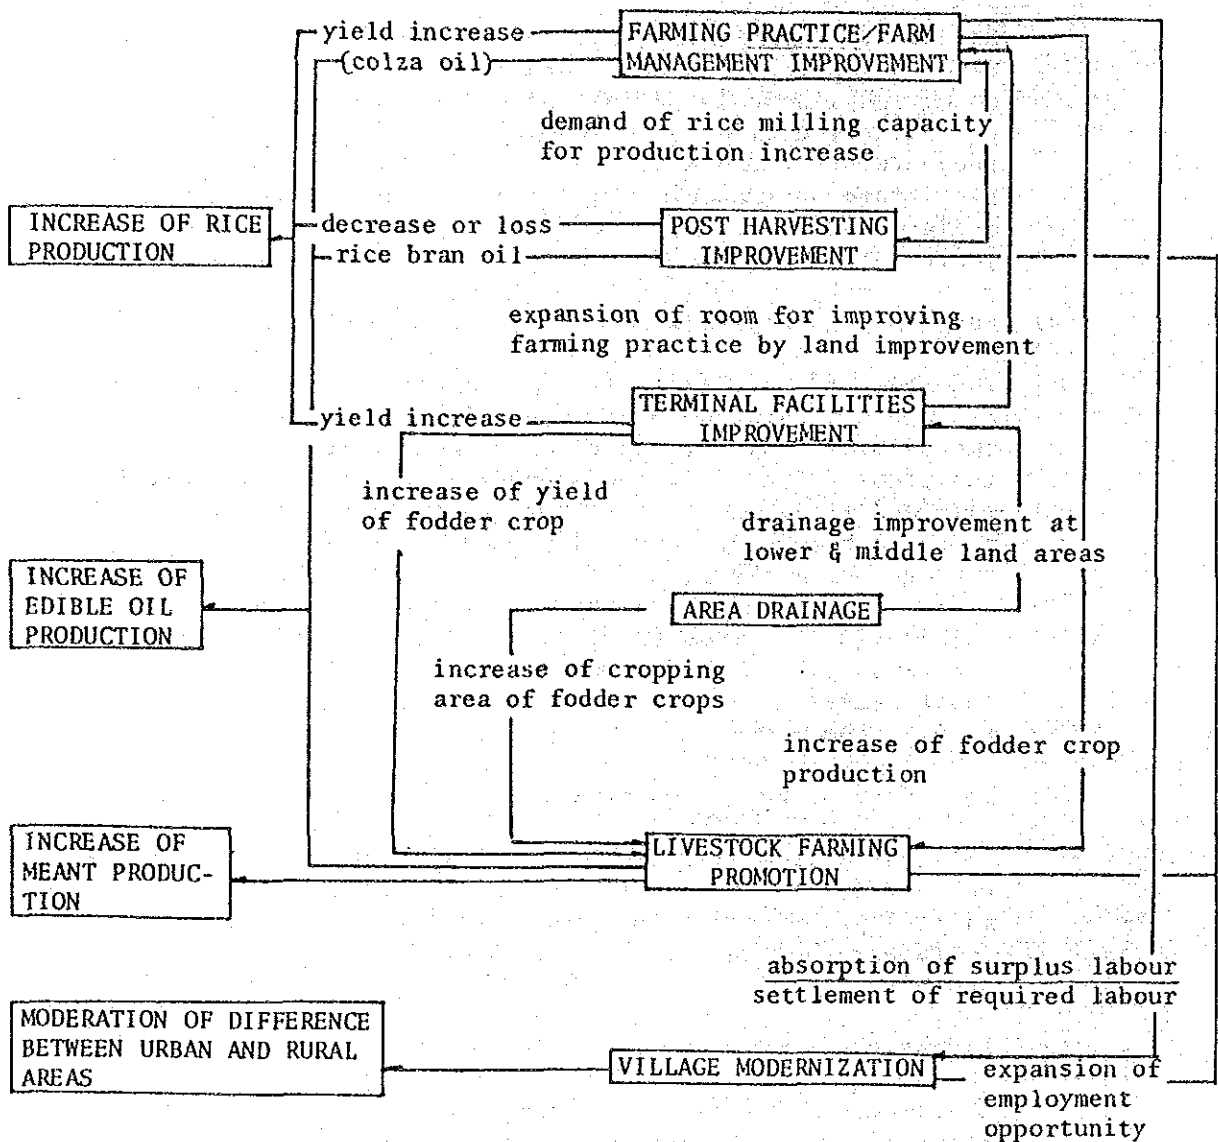 yield increase
(colza oil)
FARMING PRACTICE/FARM
MANAGEMENT IMPROVEMENT
demand of rice milling capacity
for production increase
INCREASE OF RICE
PRODUCTION
decrease or loss
rice bran oil
POST HARVESTING
IMPROVEMENT
expansion of room for improving
farming practice by land improvement
yield increase
TERMINAL FACILITIES
IMPROVEMENT
increase of yield
of fodder crop
drainage improvement at
lower & middle land areas
INCREASE OF
EDIBLE OIL
PRODUCTION
AREA DRAINAGE
increase of cropping
area of fodder crops
increase of fodder crop
production
INCREASE OF
MEANT PRODUC-
TION
LIVESTOCK FARMING
PROMOTION
absorption of surplus labour
settlement of required labour
MODERATION OF DIFFERENCE
BETWEEN URBAN AND RURAL
AREAS
VILLAGE MODERNIZATION
expansion of
employment
opportunity